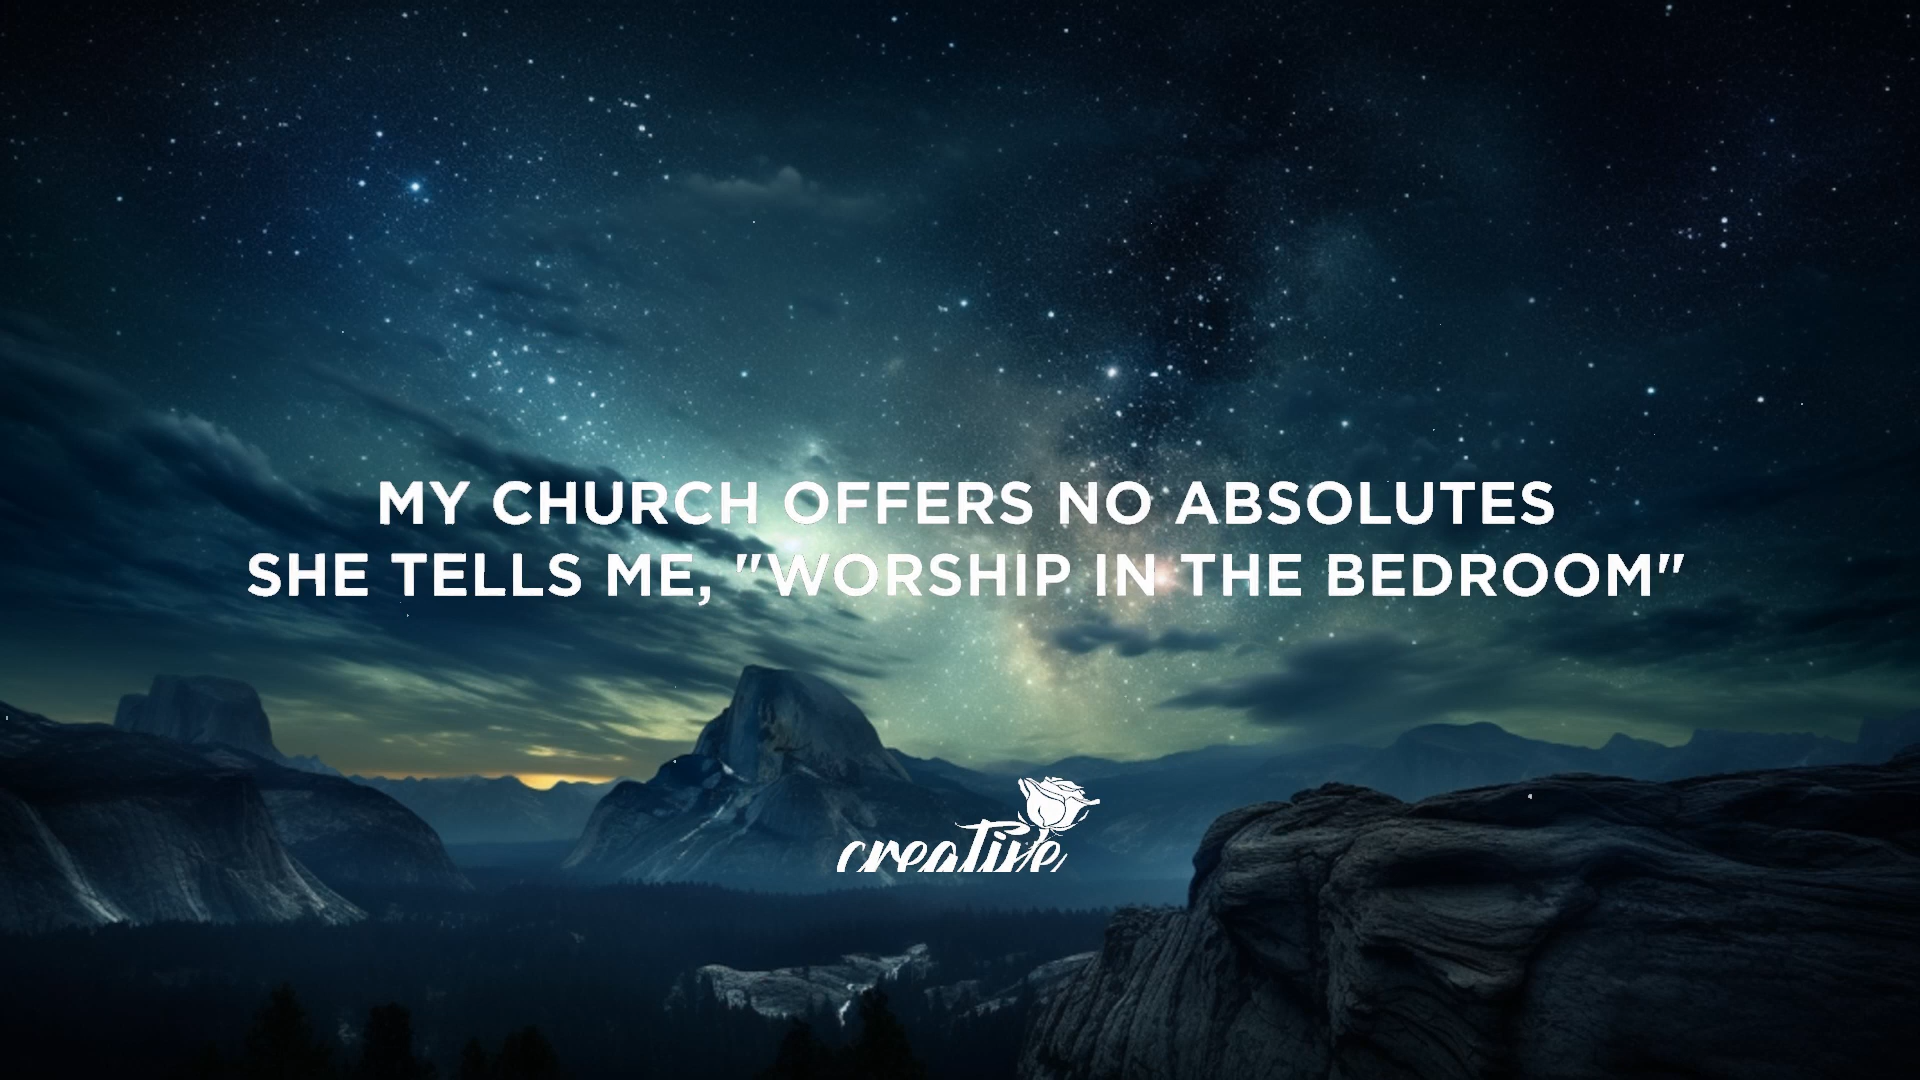 MY CHURCH OFFERS NO ABSOLUTES
SHE TELLS ME, "WORSHIP IN THE BEDROOM"
creative